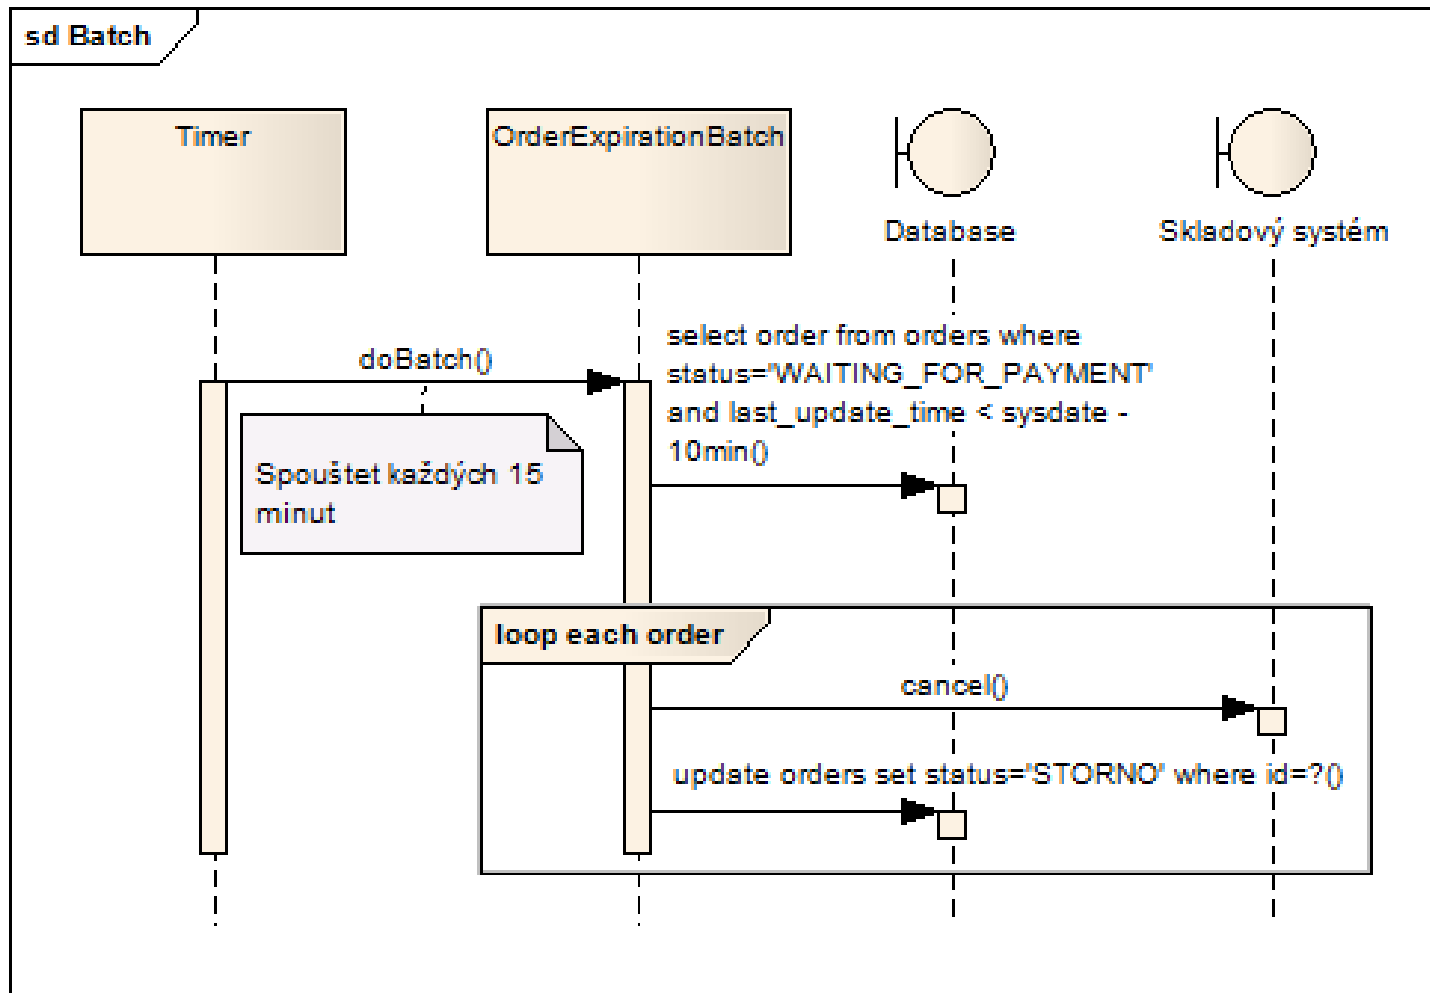 sd Batch
Timer
OrderExpirationBatch
Database
Skladový systém
doBatch()
Spouštet každých 15
minut
select order from orders where
status='WAITING_FOR_PAYMENT'
and last_update_time < sysdate -
10min()
loop each order
cancel()
update orders set status='STORNO' where id=?()